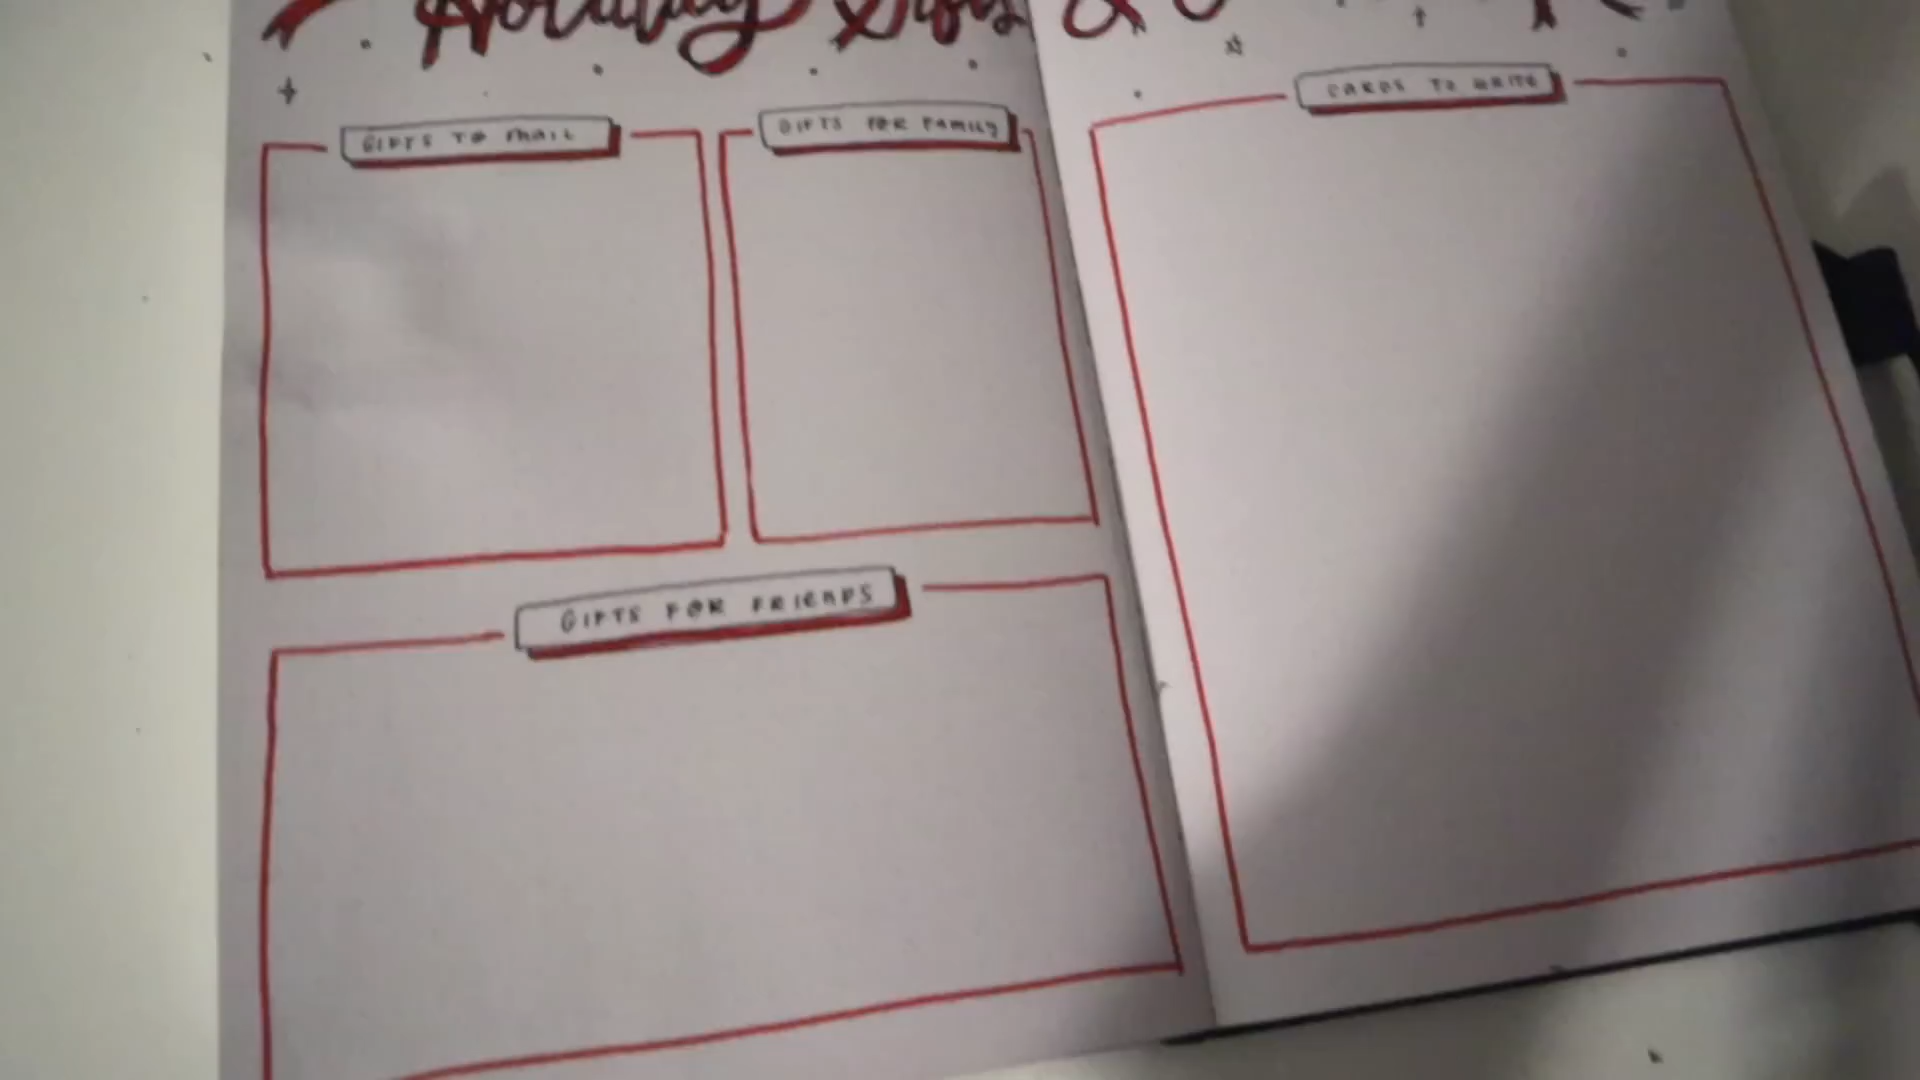 Holiday Gifts &
GIFTS TO MAIL
GIFTS FOR FAMILY
CARDS TO WRITE
GIFTS FOR FRIENDS